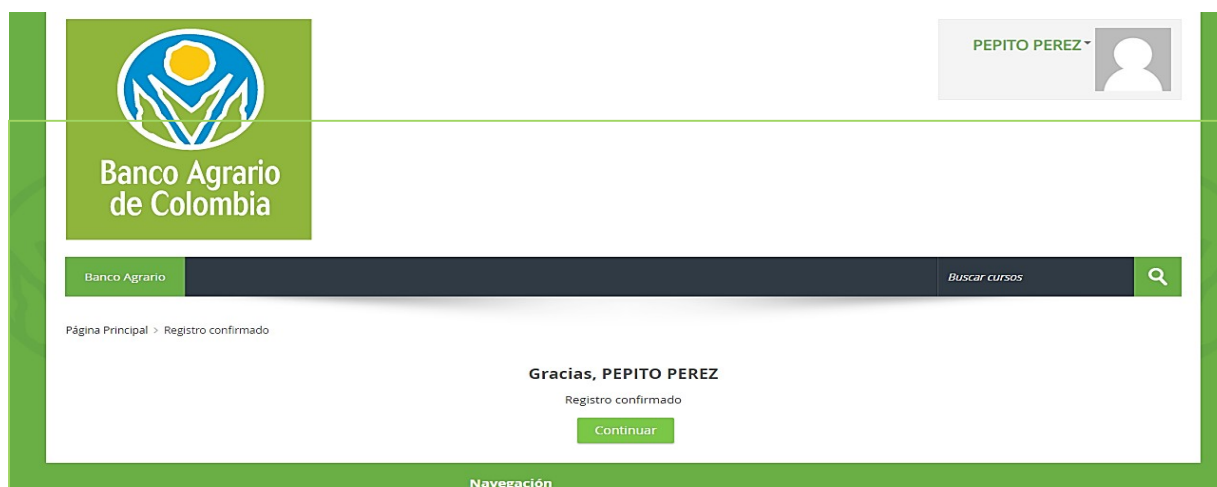 PEPITO PEREZ
Banco Agrario
de Colombia
Banco Agrario
Buscar cursos
Página Principal > Registro confirmado
Gracias, PEPITO PEREZ
Registro confirmado
Continuar
Navegación